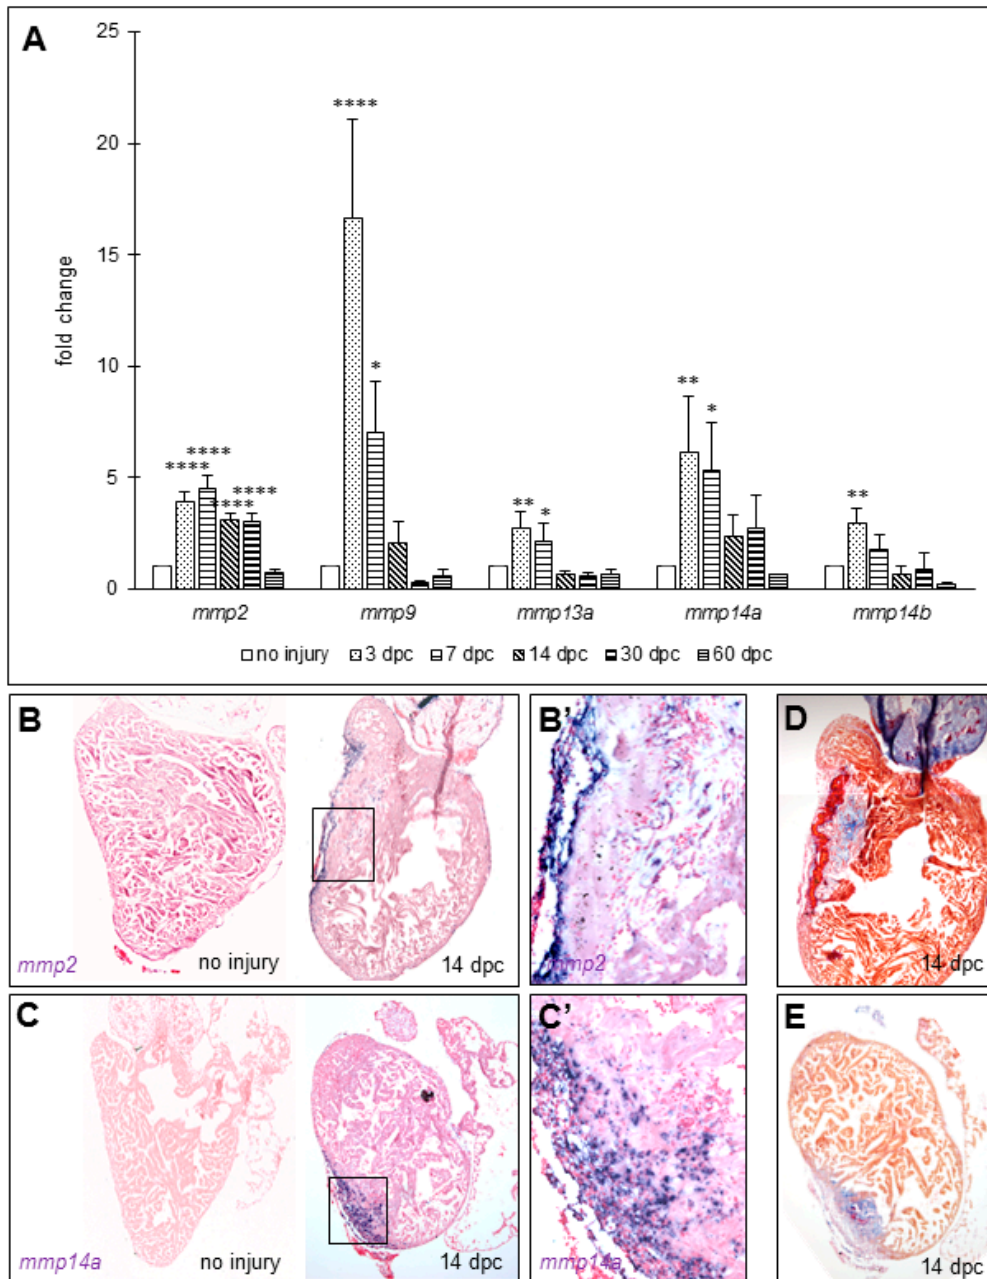 A
25
20
15
10
5
0
fold change
****
****
****
****
****
*
**
*
**
*
**
mmp2 mmp9 mmp13a mmp14a mmp14b
no injury 3 dpc 7 dpc 14 dpc 30 dpc 60 dpc
B
mmp2
no injury
14 dpc
B'
mmp2
D
14 dpc
C
mmp14a
no injury
14 dpc
C'
mmp14a
E
14 dpc